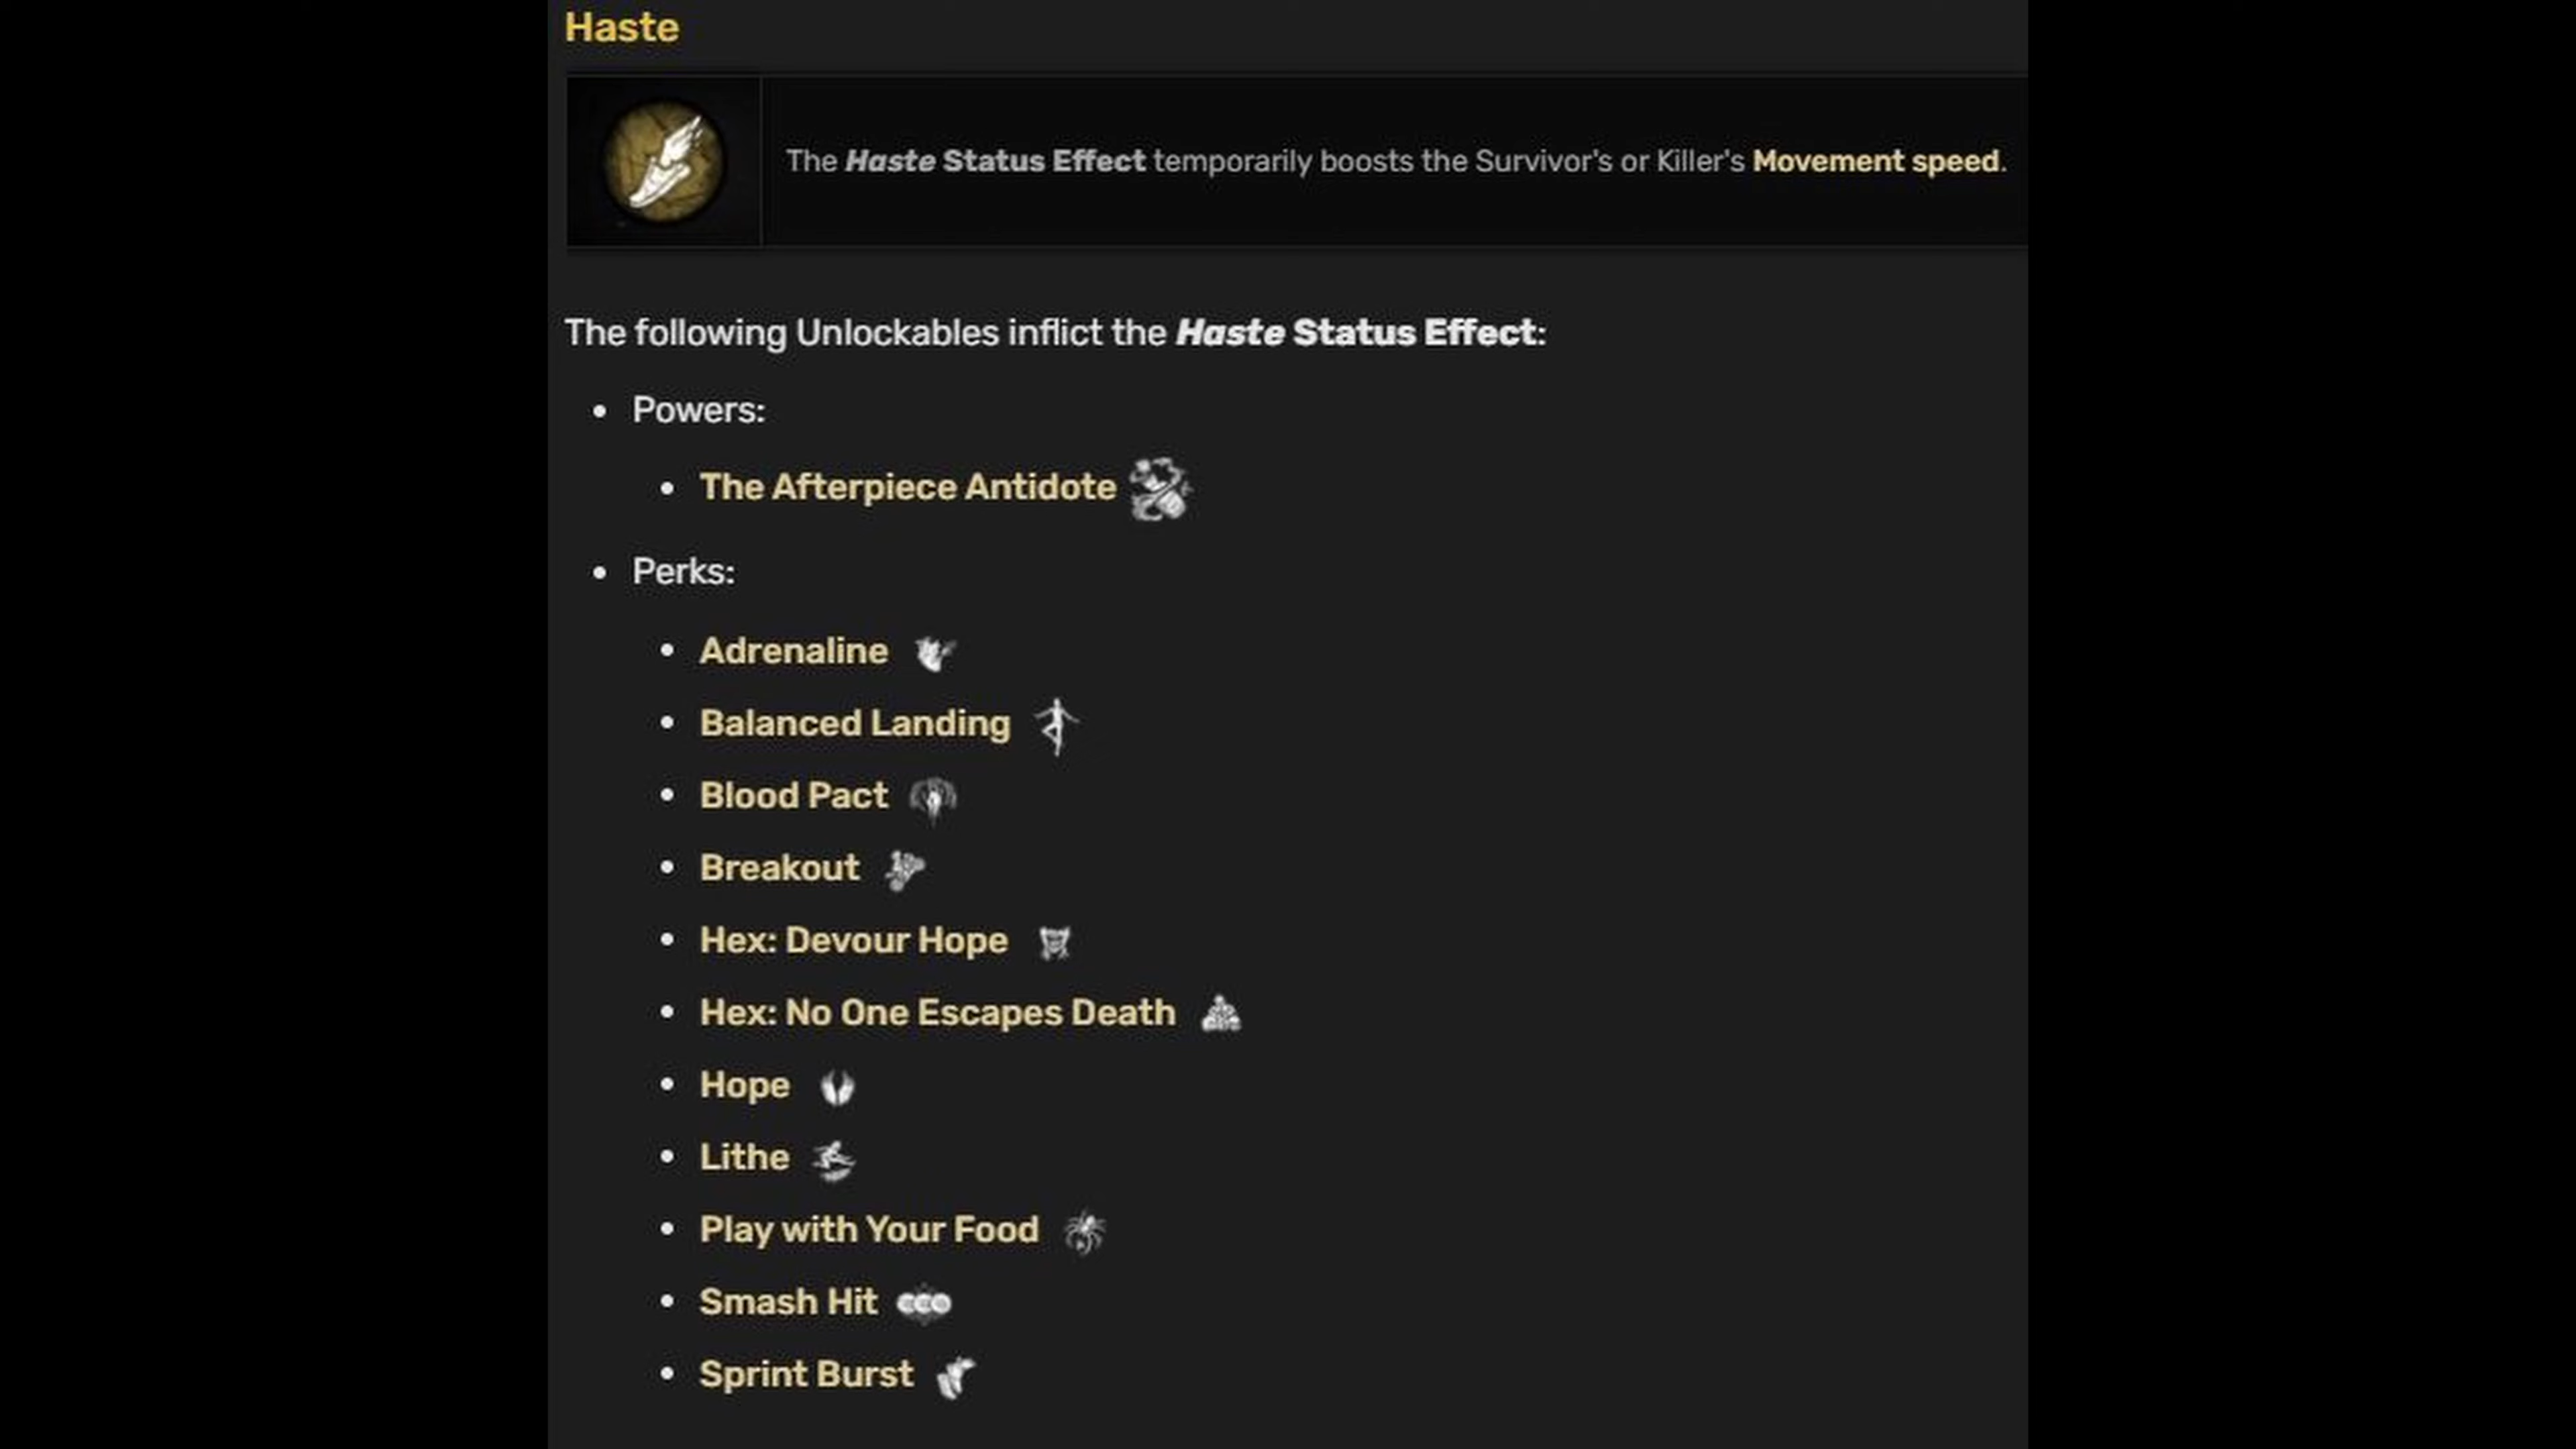 Haste
The Haste Status Effect temporarily boosts the Survivor's or Killer's Movement speed.
The following Unlockables inflict the Haste Status Effect:
Powers:
The Afterpiece Antidote
Perks:
Adrenaline
Balanced Landing
Blood Pact
Breakout
Hex: Devour Hope
Hex: No One Escapes Death
Hope
Lithe
Play with Your Food
Smash Hit
Sprint Burst